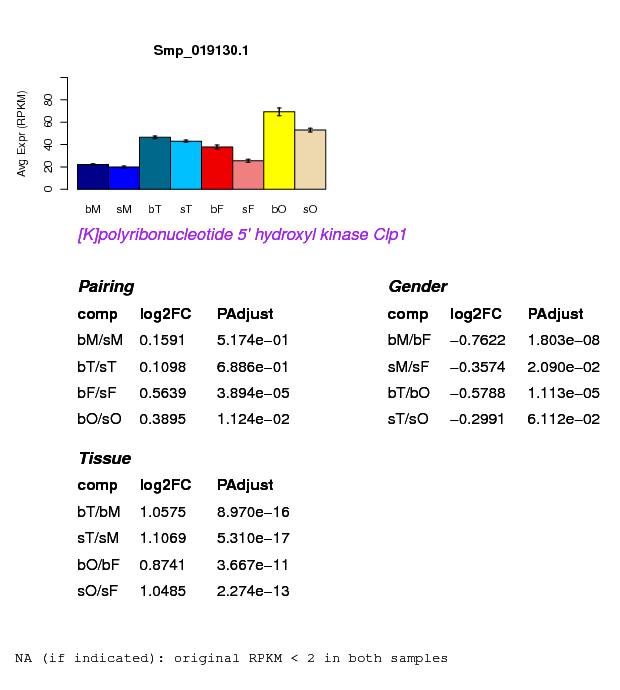 Smp_019130.1
Avg Expr (RPKM)
0 20 40 60 80
bM sM bT sT bF sF bO sO
[K]polyribonucleotide 5' hydroxyl kinase Clp1
Pairing
comp log2FC PAdjust
bM/sM 0.1591 5.174e−01
bT/sT 0.1098 6.886e−01
bF/sF 0.5639 3.894e−05
bO/sO 0.3895 1.124e−02
Gender
comp log2FC PAdjust
bM/bF −0.7622 1.803e−08
sM/sF −0.3574 2.090e−02
bT/bO −0.5788 1.113e−05
sT/sO −0.2991 6.112e−02
Tissue
comp log2FC PAdjust
bT/bM 1.0575 8.970e−16
sT/sM 1.1069 5.310e−17
bO/bF 0.8741 3.667e−11
sO/sF 1.0485 2.274e−13
NA (if indicated): original RPKM < 2 in both samples